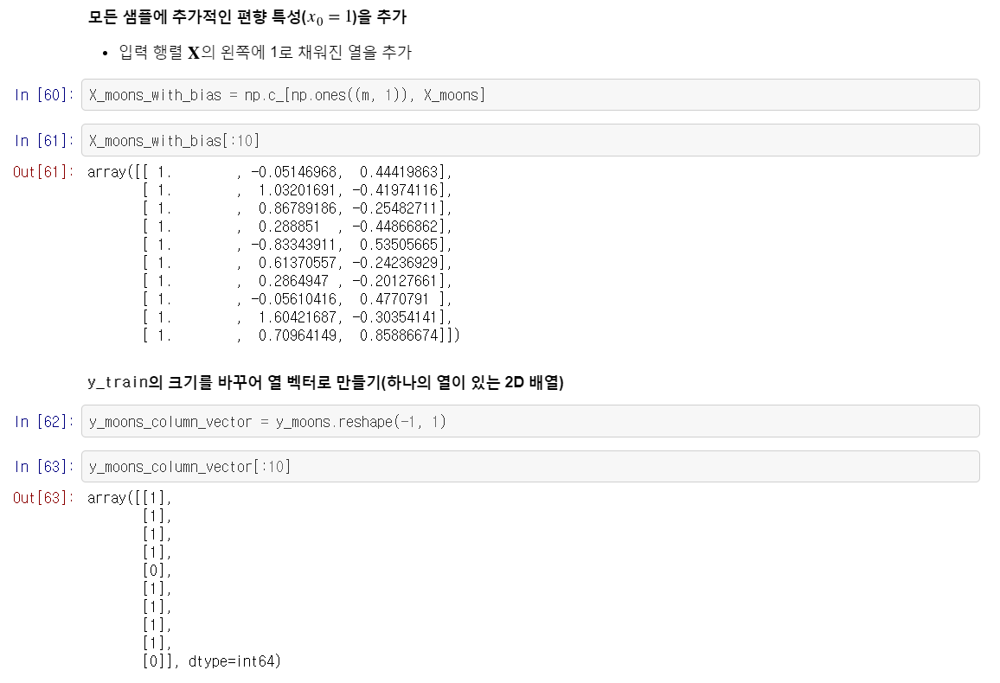 모든 샘플에 추가적인 편향 특성(x₀ = 1)을 추가
• 입력 행렬 X의 왼쪽에 1로 채워진 열을 추가
In [60]: X_moons_with_bias = np.c_[np.ones((m, 1)), X_moons]
In [61]: X_moons_with_bias[:10]
Out[61]: array([[ 1.        , -0.05146968,  0.44419863],
[ 1.        ,  1.03201691, -0.41974116],
[ 1.        ,  0.86789186, -0.25482711],
[ 1.        ,  0.288851  , -0.44866862],
[ 1.        , -0.83343911,  0.53505665],
[ 1.        ,  0.61370557, -0.24236929],
[ 1.        ,  0.2864947 , -0.20127661],
[ 1.        , -0.05610416,  0.4770791 ],
[ 1.        ,  1.60421687, -0.30354141],
[ 1.        ,  0.70964149,  0.85886674]])
y_train의 크기를 바꾸어 열 벡터로 만들기(하나의 열이 있는 2D 배열)
In [62]: y_moons_column_vector = y_moons.reshape(-1, 1)
In [63]: y_moons_column_vector[:10]
Out[63]: array([[1],
[1],
[1],
[1],
[0],
[1],
[1],
[1],
[1],
[0]], dtype=int64)